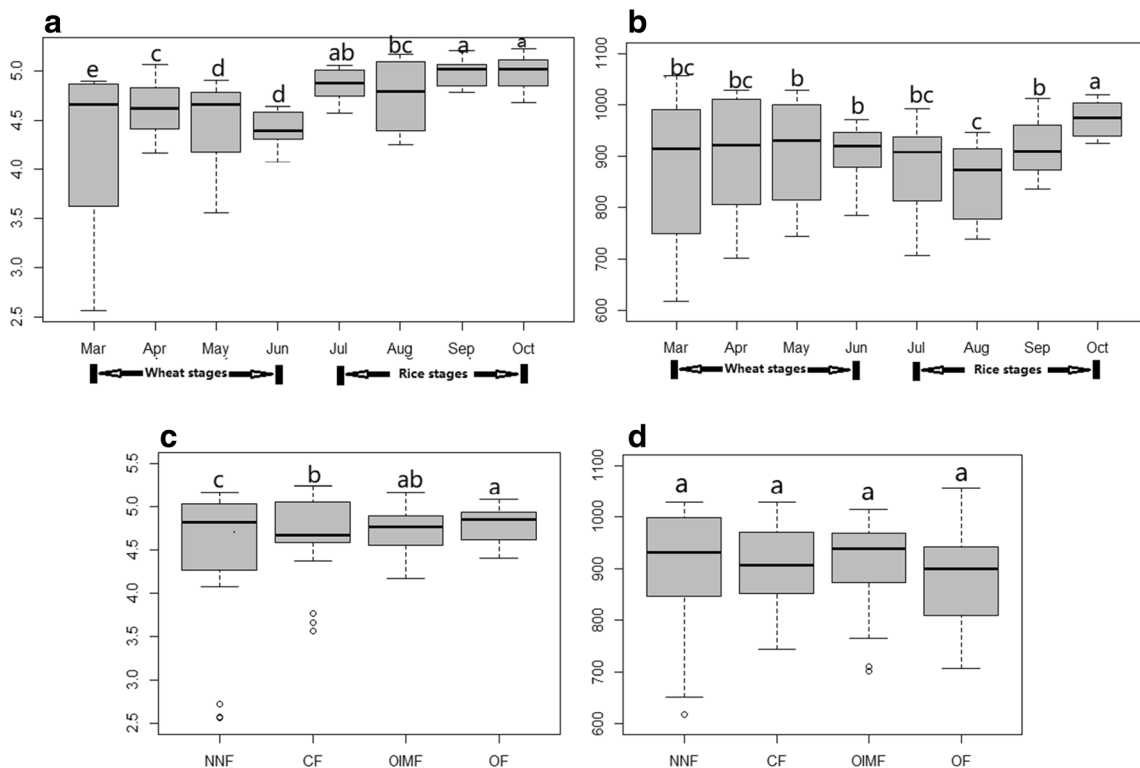 a
e c d d ab bc a a
5.0
4.5
4.0
3.5
3.0
2.5
Mar Apr May Jun Jul Aug Sep Oct
Wheat stages Rice stages
b
bc bc b b bc c b a
1100
1000
900
800
700
600
Mar Apr May Jun Jul Aug Sep Oct
Wheat stages Rice stages
c
c b ab a
5.5
5.0
4.5
4.0
3.5
3.0
2.5
NNF CF OIMF OF
d
a a a a
1100
1000
900
800
700
600
NNF CF OIMF OF